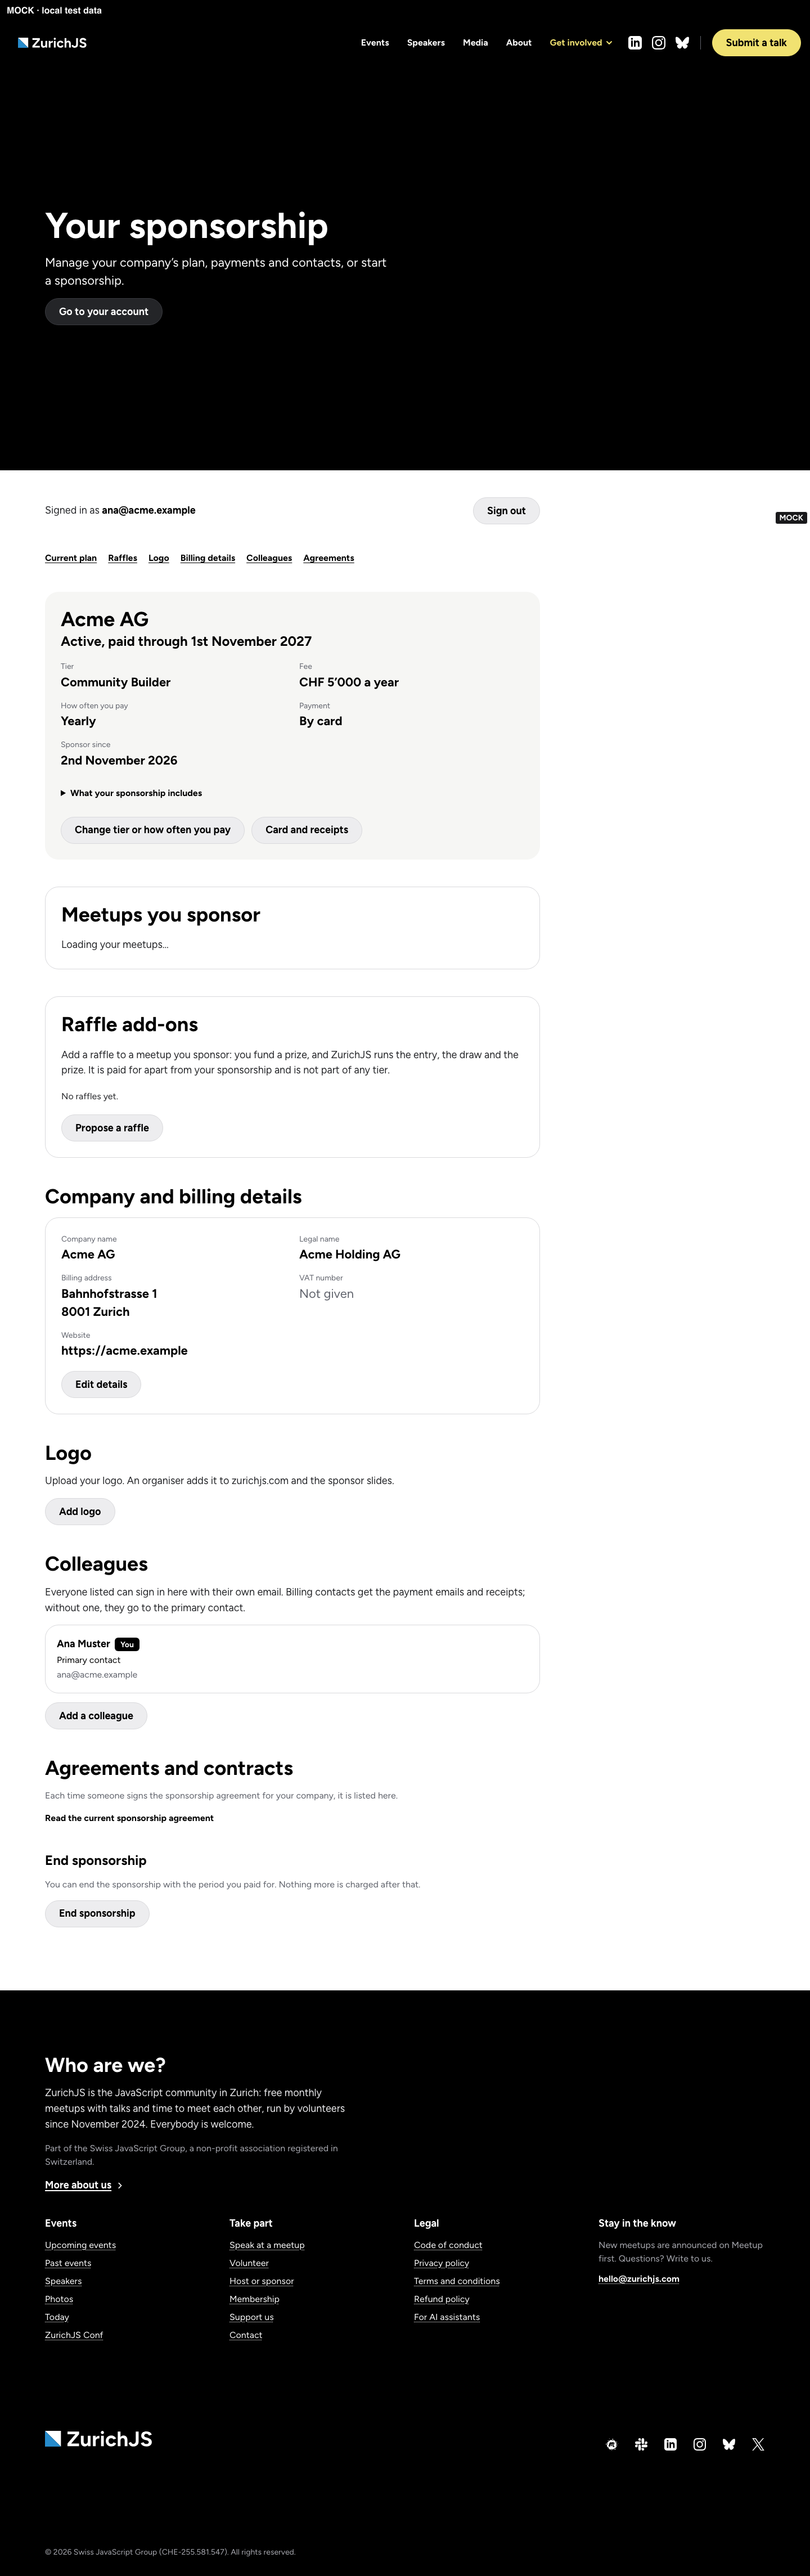 MOCK · local test data
ZurichJS
Events
Speakers
Media
About
Get involved
Submit a talk
Your sponsorship
Manage your company’s plan, payments and contacts, or start
a sponsorship.
Go to your account
Signed in as ana@acme.example
Sign out
MOCK
Current plan
Raffles
Logo
Billing details
Colleagues
Agreements
Acme AG
Active, paid through 1st November 2027
Tier
Community Builder
Fee
CHF 5’000 a year
How often you pay
Yearly
Payment
By card
Sponsor since
2nd November 2026
What your sponsorship includes
Change tier or how often you pay
Card and receipts
Meetups you sponsor
Loading your meetups…
Raffle add-ons
Add a raffle to a meetup you sponsor: you fund a prize, and ZurichJS runs the entry, the draw and the
prize. It is paid for apart from your sponsorship and is not part of any tier.
No raffles yet.
Propose a raffle
Company and billing details
Company name
Acme AG
Legal name
Acme Holding AG
Billing address
Bahnhofstrasse 1
8001 Zurich
VAT number
Not given
Website
https://acme.example
Edit details
Logo
Upload your logo. An organiser adds it to zurichjs.com and the sponsor slides.
Add logo
Colleagues
Everyone listed can sign in here with their own email. Billing contacts get the payment emails and receipts;
without one, they go to the primary contact.
Ana Muster You
Primary contact
ana@acme.example
Add a colleague
Agreements and contracts
Each time someone signs the sponsorship agreement for your company, it is listed here.
Read the current sponsorship agreement
End sponsorship
You can end the sponsorship with the period you paid for. Nothing more is charged after that.
End sponsorship
Who are we?
ZurichJS is the JavaScript community in Zurich: free monthly
meetups with talks and time to meet each other, run by volunteers
since November 2024. Everybody is welcome.
Part of the Swiss JavaScript Group, a non-profit association registered in
Switzerland.
More about us
Events
Upcoming events
Past events
Speakers
Photos
Today
ZurichJS Conf
Take part
Speak at a meetup
Volunteer
Host or sponsor
Membership
Support us
Contact
Legal
Code of conduct
Privacy policy
Terms and conditions
Refund policy
For AI assistants
Stay in the know
New meetups are announced on Meetup
first. Questions? Write to us.
hello@zurichjs.com
ZurichJS
© 2026 Swiss JavaScript Group (CHE-255.581.547). All rights reserved.